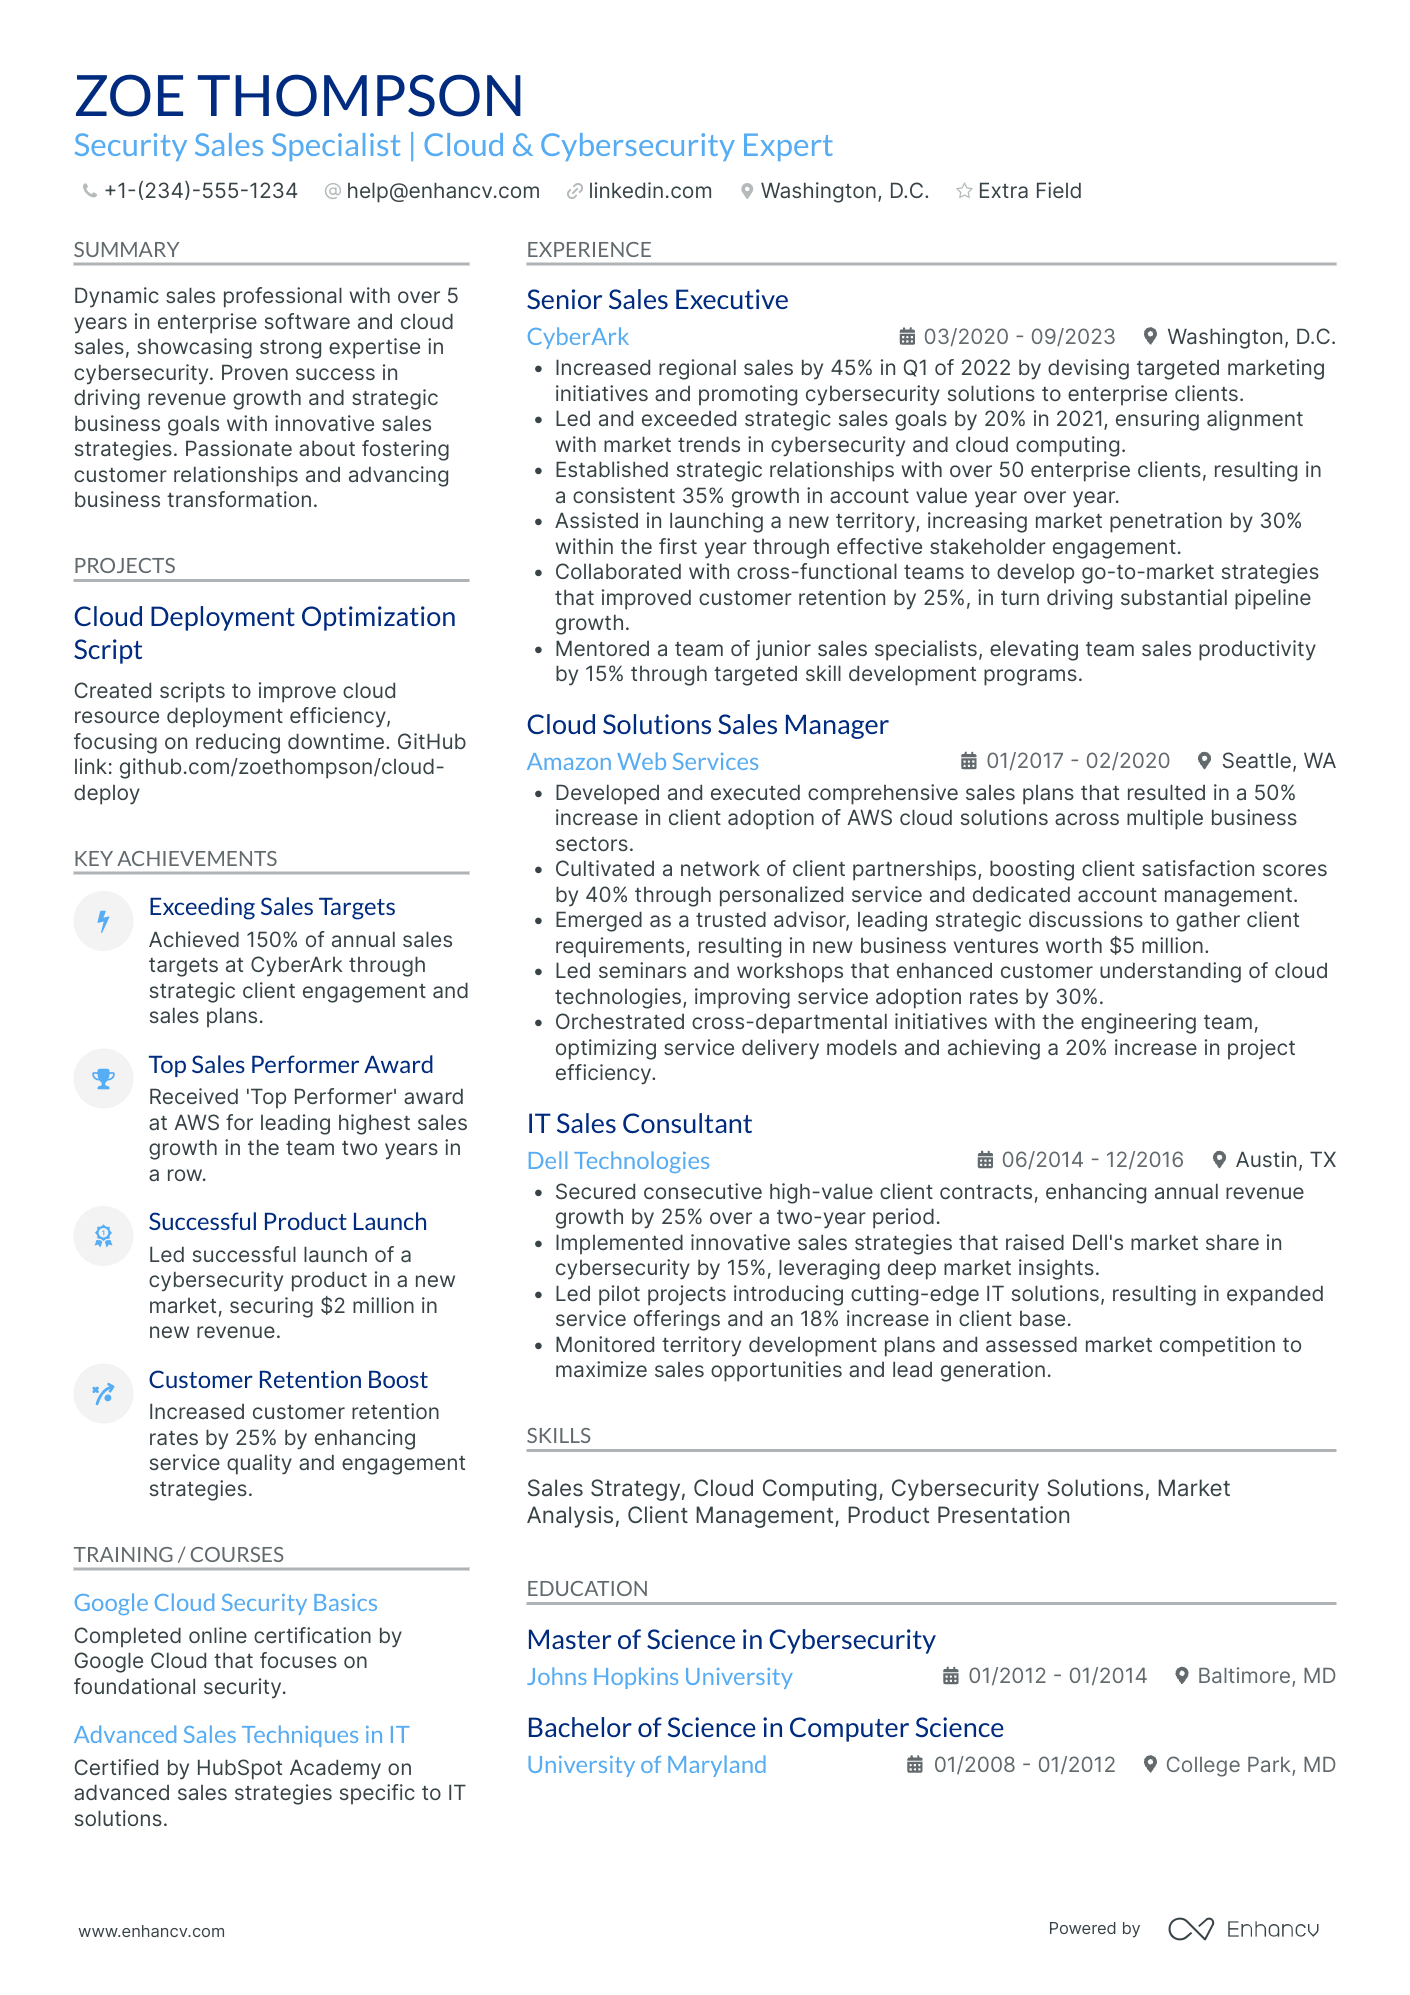 ZOE THOMPSON
Security Sales Specialist | Cloud & Cybersecurity Expert
+1-(234)-555-1234 help@enhancv.com linkedin.com Washington, D.C. Extra Field
SUMMARY
Dynamic sales professional with over 5
years in enterprise software and cloud
sales, showcasing strong expertise in
cybersecurity. Proven success in
driving revenue growth and strategic
business goals with innovative sales
strategies. Passionate about fostering
customer relationships and advancing
business transformation.
PROJECTS
Cloud Deployment Optimization
Script
Created scripts to improve cloud
resource deployment efficiency,
focusing on reducing downtime. GitHub
link: github.com/zoethompson/cloud-
deploy
KEY ACHIEVEMENTS
Exceeding Sales Targets
Achieved 150% of annual sales
targets at CyberArk through
strategic client engagement and
sales plans.
Top Sales Performer Award
Received 'Top Performer' award
at AWS for leading highest sales
growth in the team two years in
a row.
Successful Product Launch
Led successful launch of a
cybersecurity product in a new
market, securing $2 million in
new revenue.
Customer Retention Boost
Increased customer retention
rates by 25% by enhancing
service quality and engagement
strategies.
TRAINING / COURSES
Google Cloud Security Basics
Completed online certification by
Google Cloud that focuses on
foundational security.
Advanced Sales Techniques in IT
Certified by HubSpot Academy on
advanced sales strategies specific to IT
solutions.
EXPERIENCE
Senior Sales Executive
CyberArk 03/2020 - 09/2023 Washington, D.C.
• Increased regional sales by 45% in Q1 of 2022 by devising targeted marketing
initiatives and promoting cybersecurity solutions to enterprise clients.
• Led and exceeded strategic sales goals by 20% in 2021, ensuring alignment
with market trends in cybersecurity and cloud computing.
• Established strategic relationships with over 50 enterprise clients, resulting in
a consistent 35% growth in account value year over year.
• Assisted in launching a new territory, increasing market penetration by 30%
within the first year through effective stakeholder engagement.
• Collaborated with cross-functional teams to develop go-to-market strategies
that improved customer retention by 25%, in turn driving substantial pipeline
growth.
• Mentored a team of junior sales specialists, elevating team sales productivity
by 15% through targeted skill development programs.
Cloud Solutions Sales Manager
Amazon Web Services 01/2017 - 02/2020 Seattle, WA
• Developed and executed comprehensive sales plans that resulted in a 50%
increase in client adoption of AWS cloud solutions across multiple business
sectors.
• Cultivated a network of client partnerships, boosting client satisfaction scores
by 40% through personalized service and dedicated account management.
• Emerged as a trusted advisor, leading strategic discussions to gather client
requirements, resulting in new business ventures worth $5 million.
• Led seminars and workshops that enhanced customer understanding of cloud
technologies, improving service adoption rates by 30%.
• Orchestrated cross-departmental initiatives with the engineering team,
optimizing service delivery models and achieving a 20% increase in project
efficiency.
IT Sales Consultant
Dell Technologies 06/2014 - 12/2016 Austin, TX
• Secured consecutive high-value client contracts, enhancing annual revenue
growth by 25% over a two-year period.
• Implemented innovative sales strategies that raised Dell's market share in
cybersecurity by 15%, leveraging deep market insights.
• Led pilot projects introducing cutting-edge IT solutions, resulting in expanded
service offerings and an 18% increase in client base.
• Monitored territory development plans and assessed market competition to
maximize sales opportunities and lead generation.
SKILLS
Sales Strategy, Cloud Computing, Cybersecurity Solutions, Market
Analysis, Client Management, Product Presentation
EDUCATION
Master of Science in Cybersecurity
Johns Hopkins University 01/2012 - 01/2014 Baltimore, MD
Bachelor of Science in Computer Science
University of Maryland 01/2008 - 01/2012 College Park, MD
www.enhancv.com
Powered by Enhancv